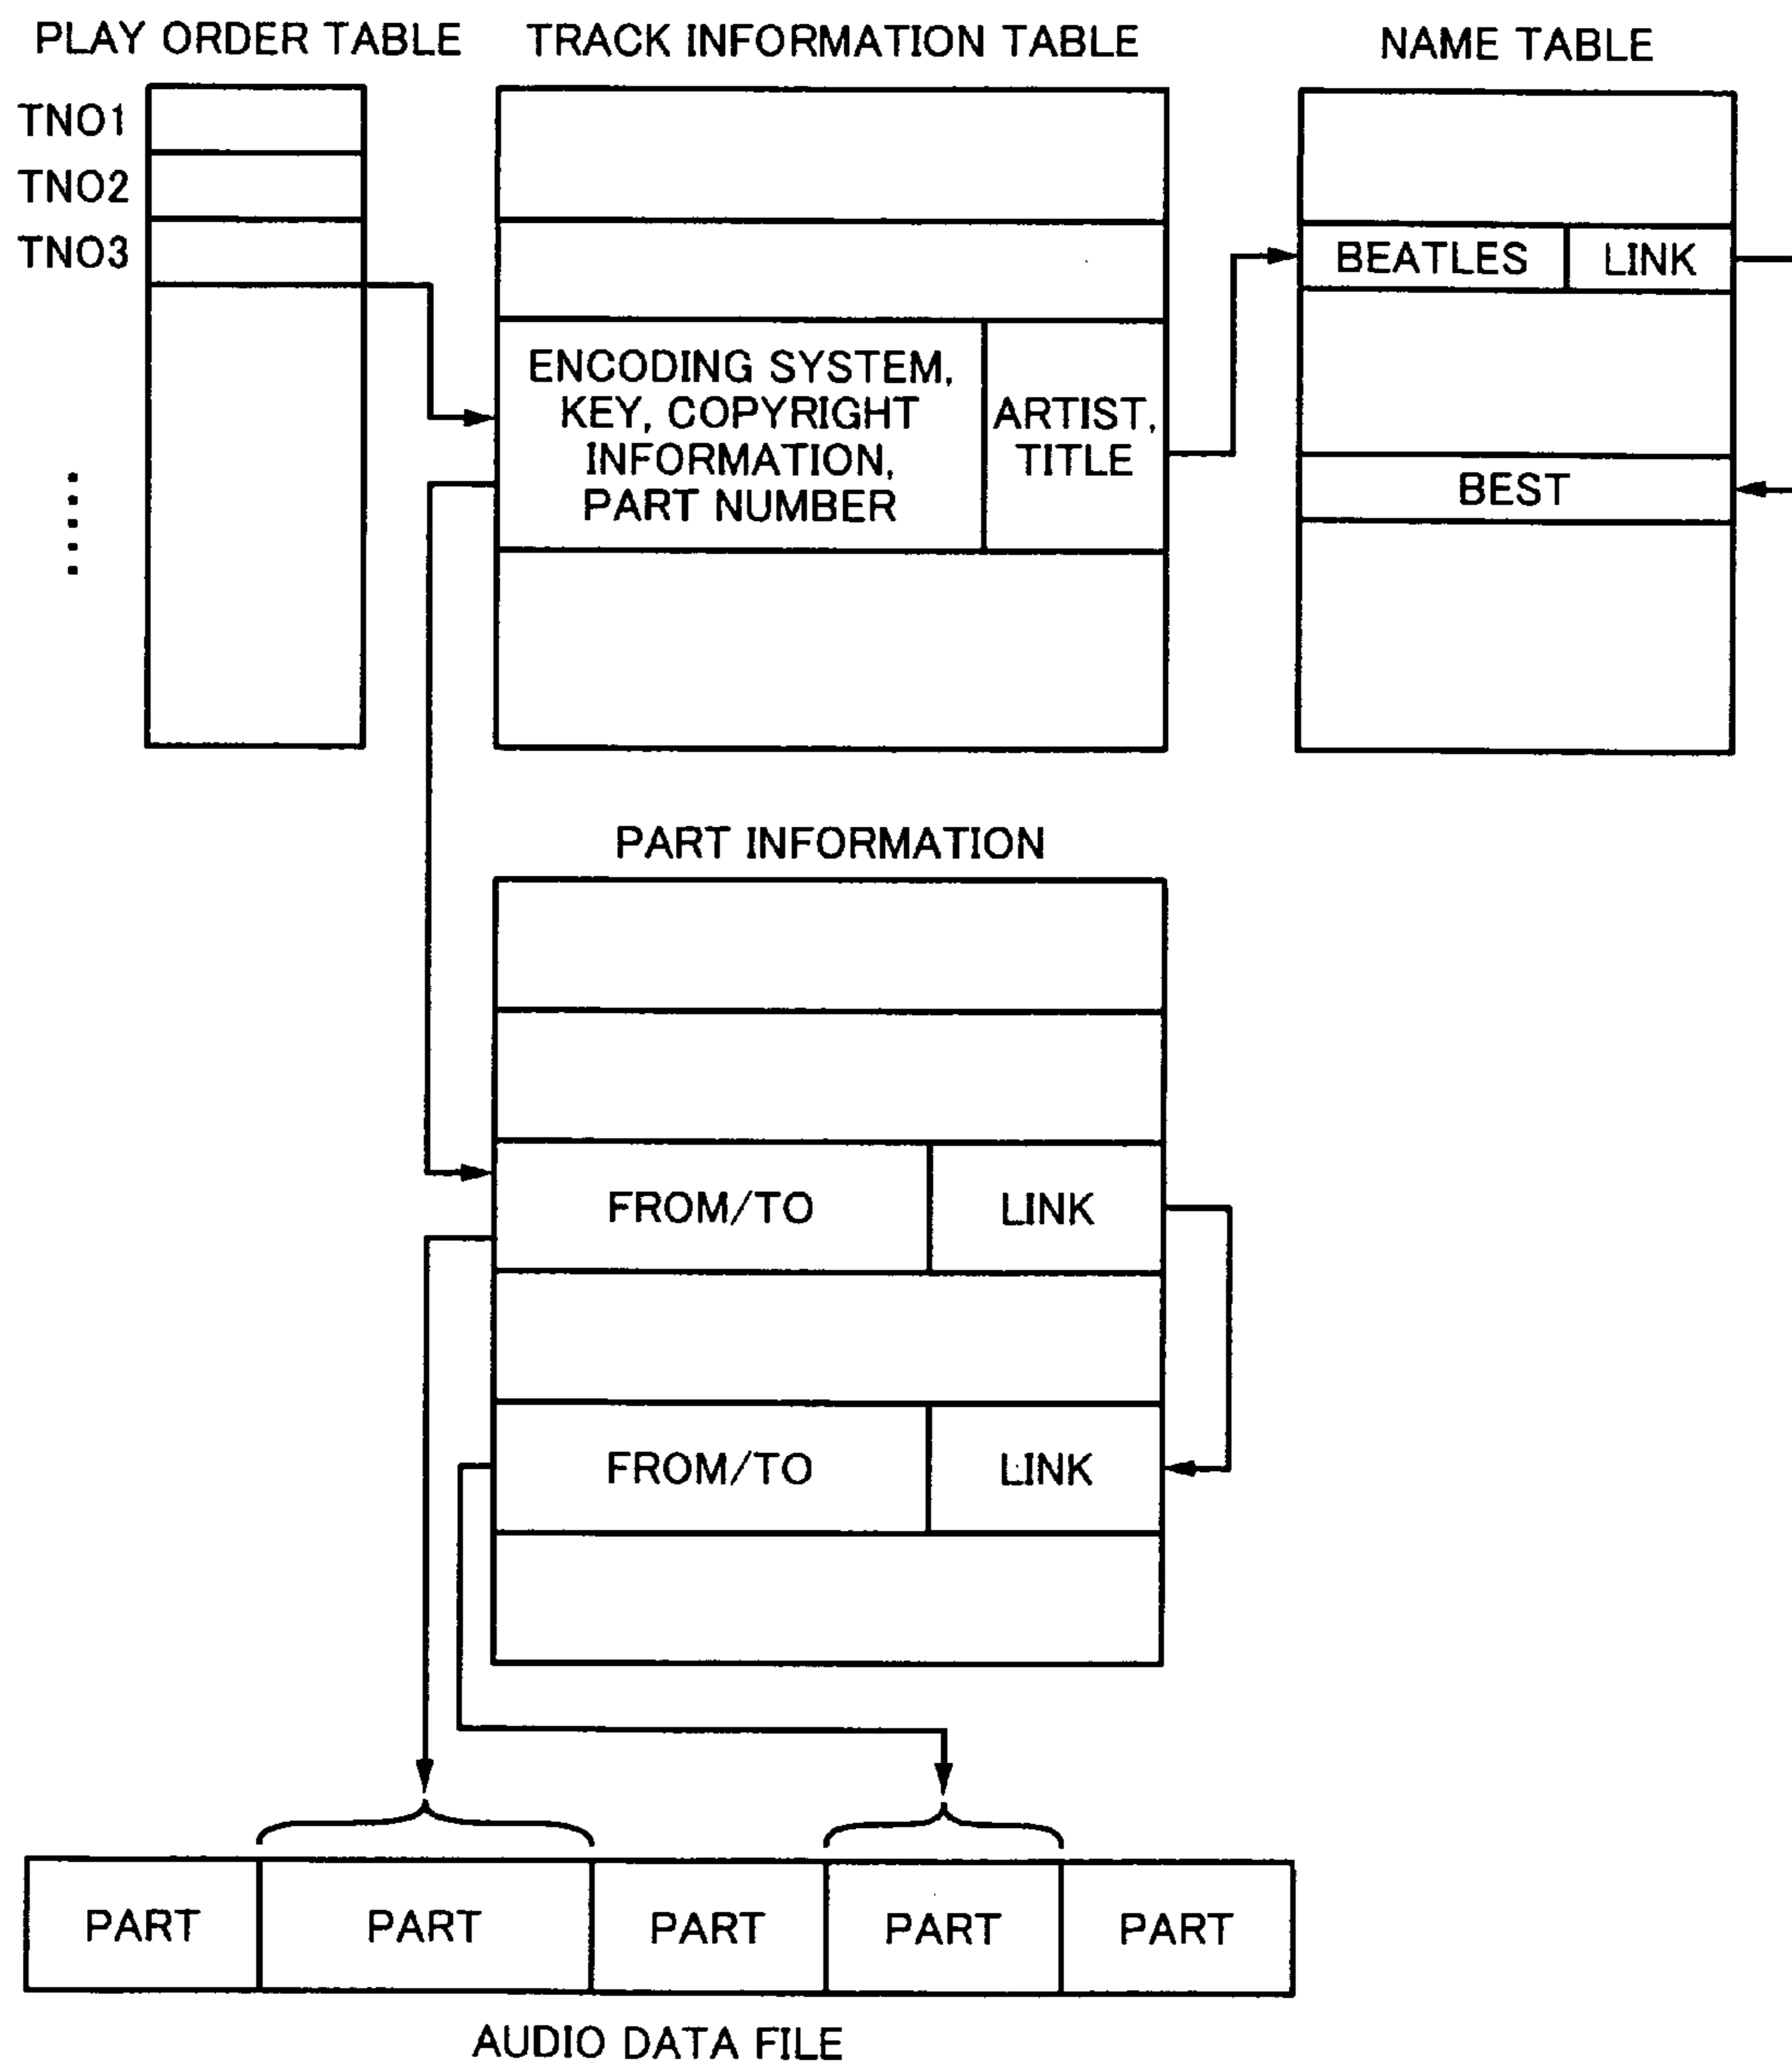 PLAY ORDER TABLE
TRACK INFORMATION TABLE
NAME TABLE
TNO1
TNO2
TNO3
BEATLES
LINK
ENCODING SYSTEM,
KEY, COPYRIGHT
INFORMATION,
PART NUMBER
ARTIST,
TITLE
BEST
PART INFORMATION
FROM/TO
LINK
FROM/TO
LINK
PART
PART
PART
PART
PART
AUDIO DATA FILE